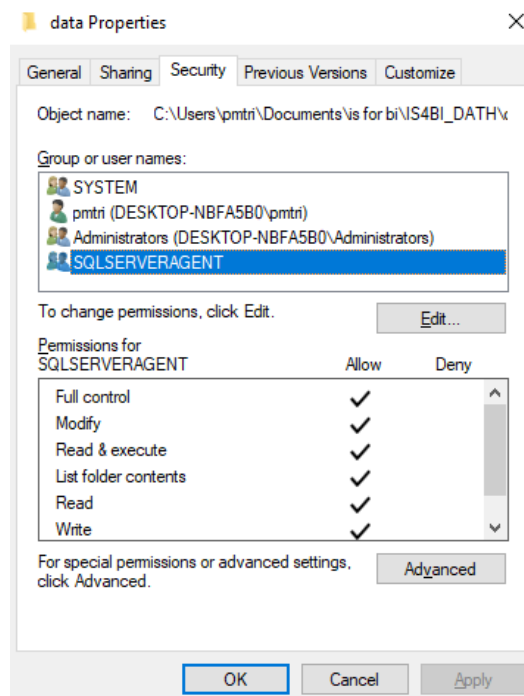 data Properties
General Sharing Security Previous Versions Customize
Object name: C:\Users\pmtri\Documents\is for bi\IS4BI_DATH\
Group or user names:
SYSTEM
pmtri (DESKTOP-NBFA5B0\pmtri)
Administrators (DESKTOP-NBFA5B0\Administrators)
SQLSERVERAGENT
To change permissions, click Edit.
Edit...
Permissions for
SQLSERVERAGENT Allow Deny
Full control
Modify
Read & execute
List folder contents
Read
Write
For special permissions or advanced settings,
click Advanced.
Advanced
OK Cancel Apply